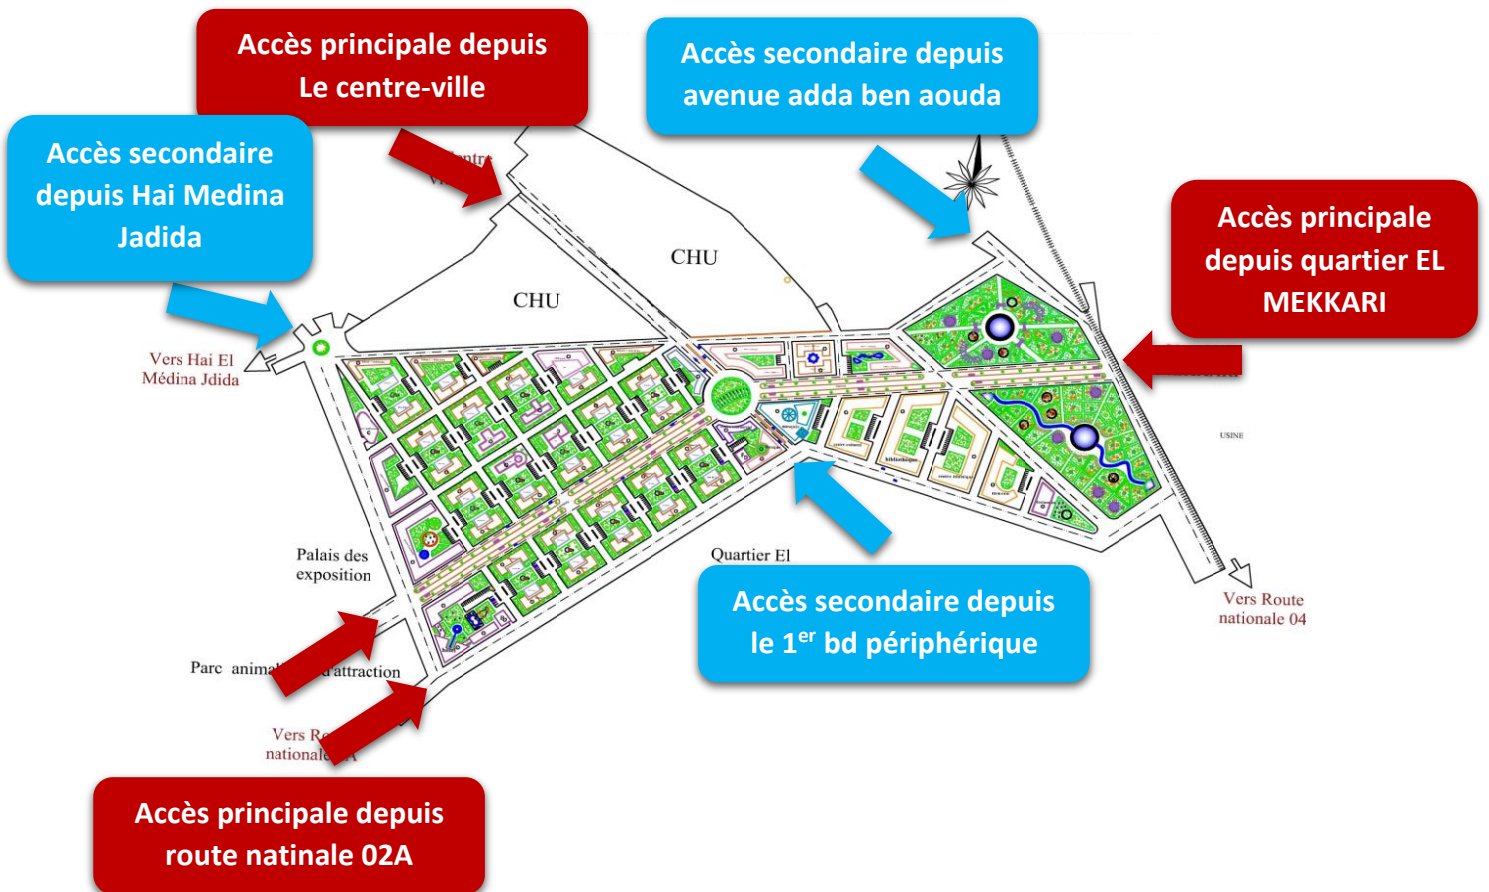 Accès principale depuis
Le centre-ville
Accès secondaire depuis
avenue adda ben aouda
Accès secondaire
depuis Hai Medina
Jadida
Accès principale
depuis quartier EL
MEKKARI
CHU
CHU
Vers Hai El
Médina Jdida
USINE
bibliothèque
Palais des
exposition
Quartier El
Accès secondaire depuis
le 1er bd périphérique
Vers Route
nationale 04
Parc
d'attraction
Vers
nationale
Accès principale depuis
route natinale 02A